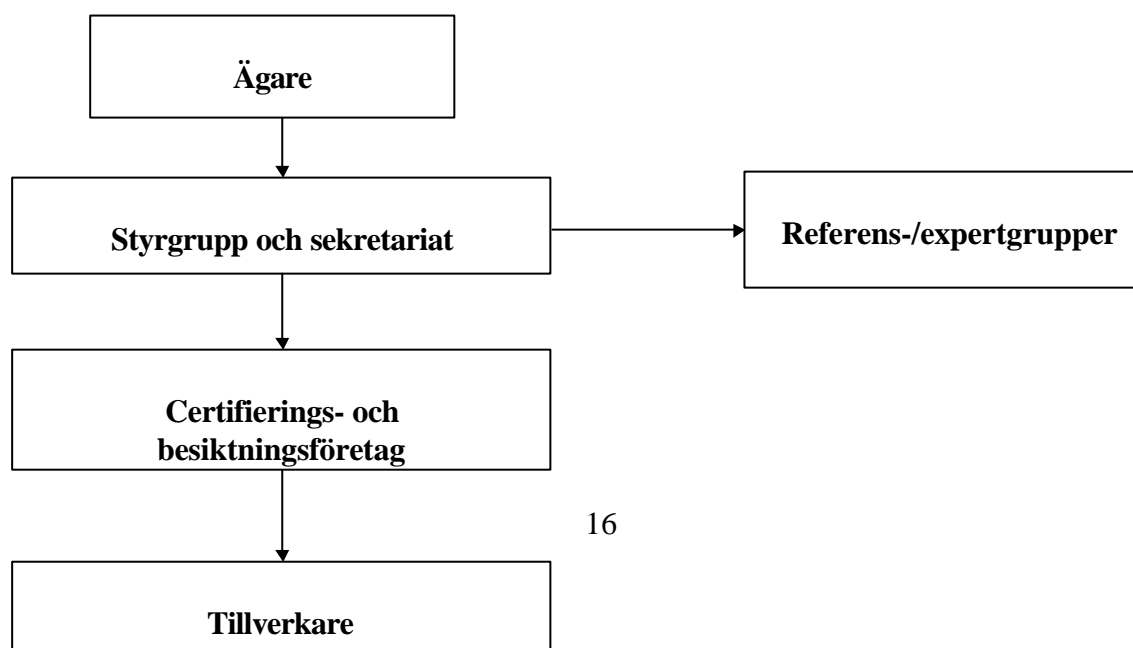 Ägare
Styrgrupp och sekretariat
Referens-/expertgrupper
Certifierings- och
besiktningsföretag
16
Tillverkare